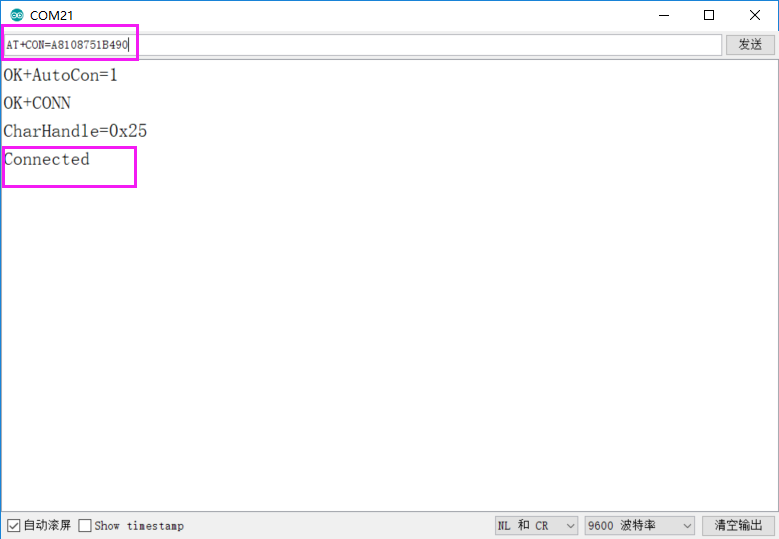 COM21
AT+CON=A8108751B490
发送
OK+AutoCon=1
OK+CONN
CharHandle=0x25
Connected
自动滚屏 Show timestamp NL 和 CR 9600 波特率 清空输出